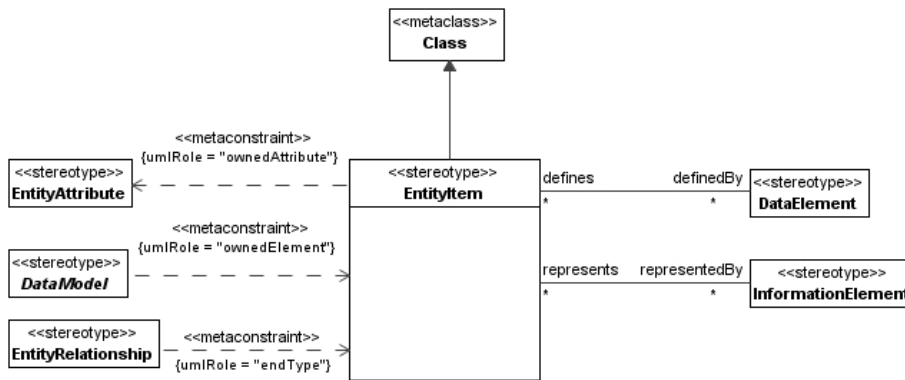 <<metaclass>>
Class
<<metaconstraint>>
{umlRole = "ownedAttribute"}
<<stereotype>>
EntityAttribute
<<stereotype>>
EntityItem
defines
definedBy
*
*
<<stereotype>>
DataElement
<<metaconstraint>>
{umlRole = "ownedElement"}
<<stereotype>>
DataModel
represents
representedBy
*
*
<<stereotype>>
InformationElement
<<stereotype>>
EntityRelationship
<<metaconstraint>>
{umlRole = "endType"}